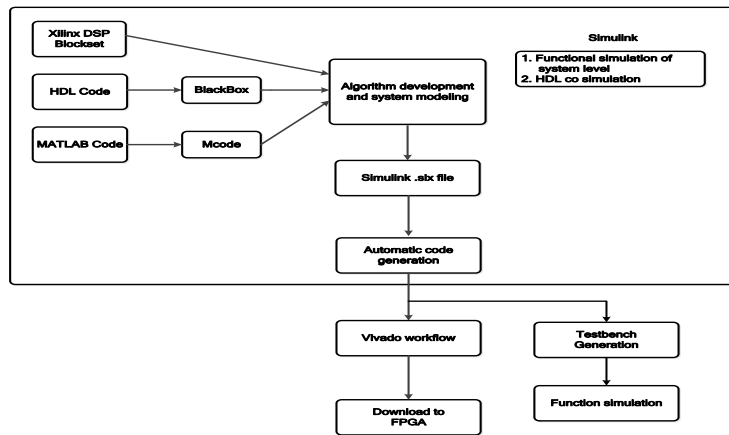 Xilinx DSP
Blockset
Simulink
1. Functional simulation of
system level
2. HDL co simulation
HDL Code
BlackBox
Algorithm development
and system modeling
MATLAB Code
Mcode
Simulink .slx file
Automatic code
generation
Vivado workflow
Testbench
Generation
Download to
FPGA
Function simulation